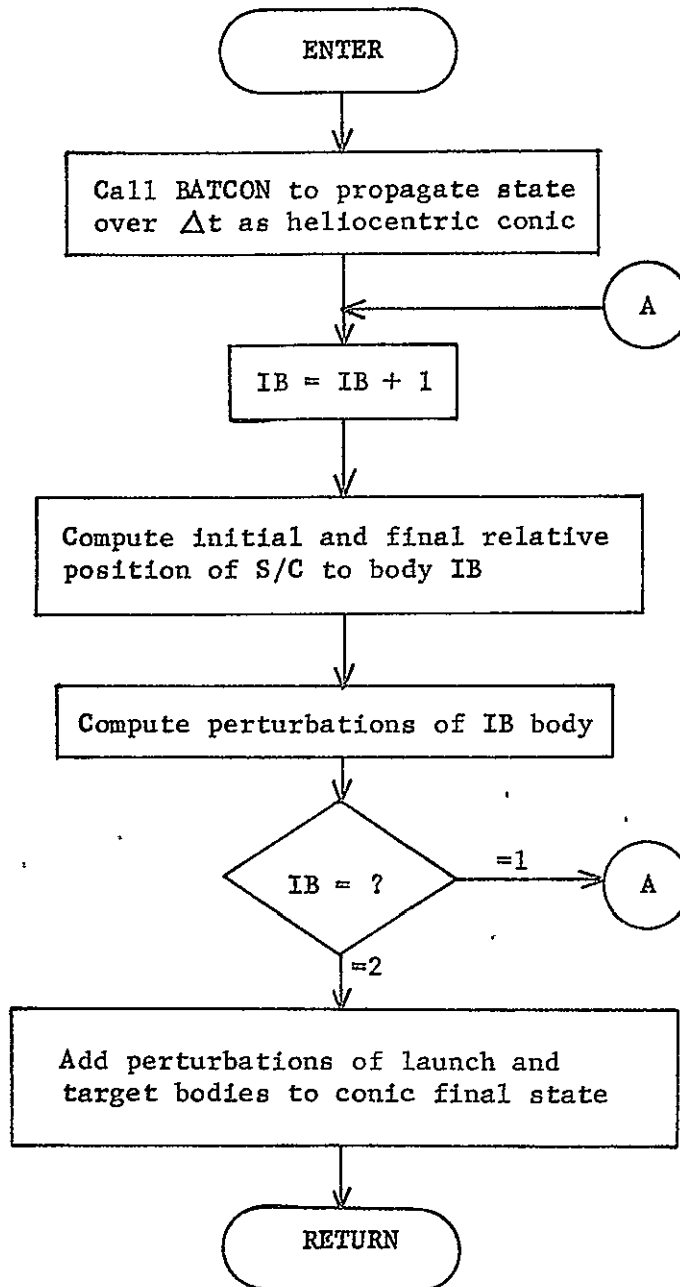 ENTER
Call BATCON to propagate state
over Δt as heliocentric conic
A
IB = IB + 1
Compute initial and final relative
position of S/C to body IB
Compute perturbations of IB body
IB = ?
=1
A
=2
Add perturbations of launch and
target bodies to conic final state
RETURN